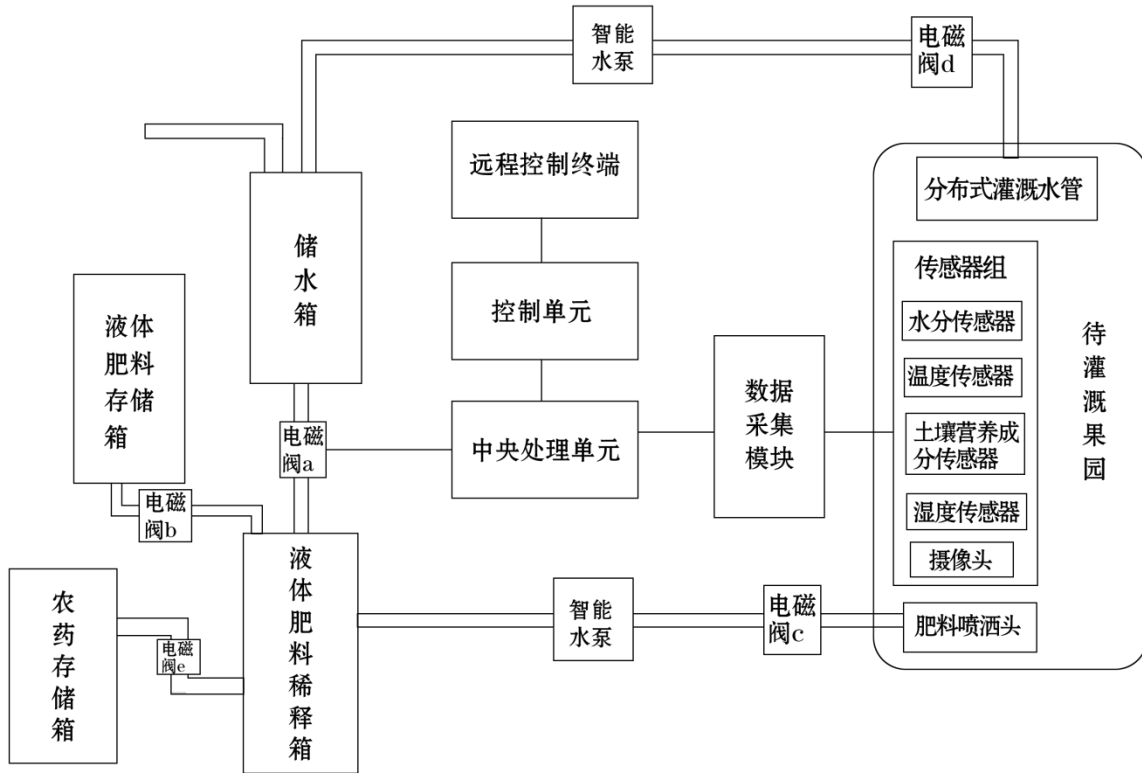 智能
水泵
电磁
阀d
远程控制终端
分布式灌溉水管
储
水
箱
传感器组
控制单元
水分传感器
液体
肥料
存储
箱
待
灌
溉
果
园
温度传感器
数据
采集
模块
电磁
阀a
中央处理单元
土壤营养成
分传感器
电磁
阀b
湿度传感器
摄像头
液
体
肥
料
稀
释
箱
农
药
存
储
箱
电磁
阀e
智能
水泵
电磁
阀c
肥料喷洒头